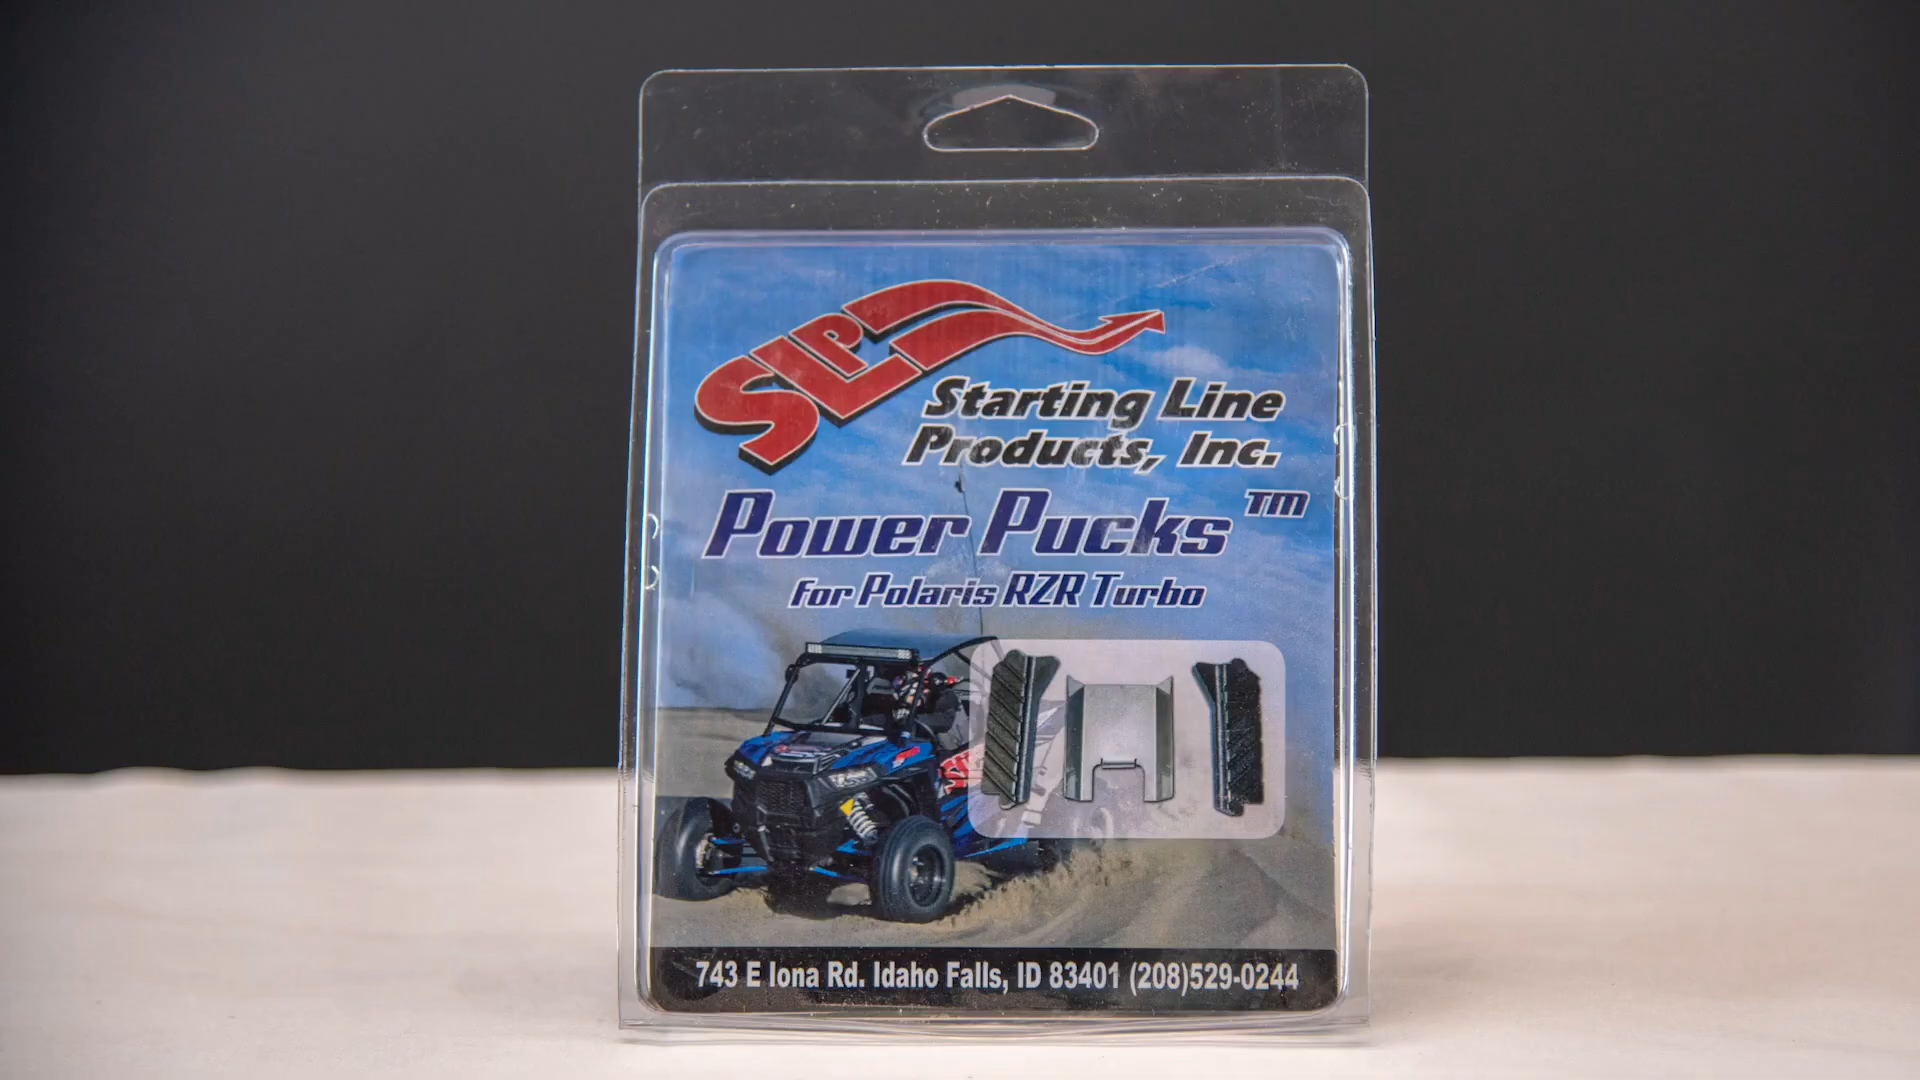 SLP
Starting Line
Products, Inc.
Power Pucks™
for Polaris RZR Turbo
743 E Iona Rd. Idaho Falls, ID 83401 (208)529-0244